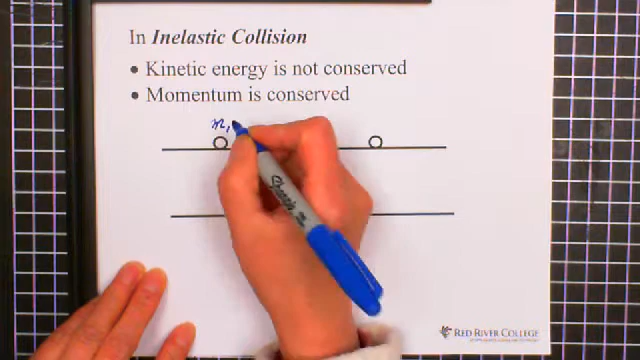 In Inelastic Collision
• Kinetic energy is not conserved
• Momentum is conserved
m₁
Sharpie
RED RIVER COLLEGE